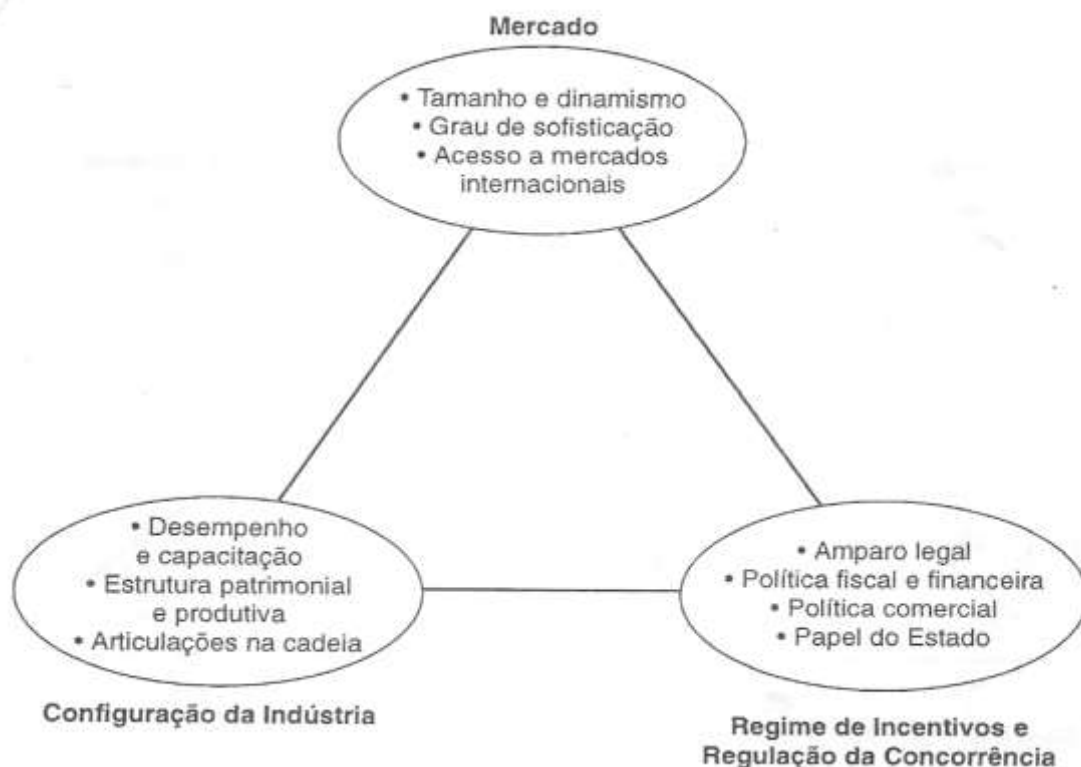 Mercado
• Tamanho e dinamismo
• Grau de sofisticação
• Acesso a mercados
internacionais
• Desempenho
e capacitação
• Estrutura patrimonial
e produtiva
• Articulações na cadeia
Configuração da Indústria
• Amparo legal
• Política fiscal e financeira
• Política comercial
• Papel do Estado
Regime de Incentivos e
Regulação da Concorrência